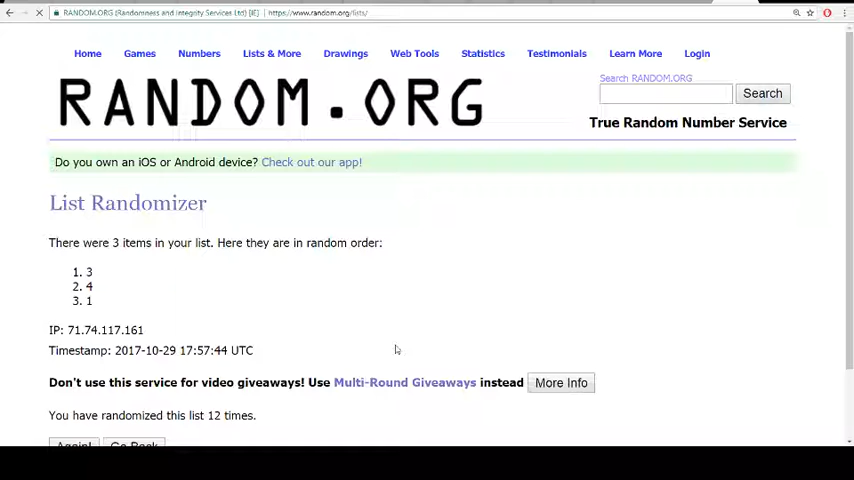 RANDOM.ORG (Randomness and Integrity Services Ltd) [IE] https://www.random.org/lists/
Home Games Numbers Lists & More Drawings Web Tools Statistics Testimonials Learn More Login
RANDOM.ORG
Search RANDOM.ORG
Search
True Random Number Service
Do you own an iOS or Android device? Check out our app!
List Randomizer
There were 3 items in your list. Here they are in random order:
1. 3
2. 4
3. 1
IP: 71.74.117.161
Timestamp: 2017-10-29 17:57:44 UTC
Don't use this service for video giveaways! Use Multi-Round Giveaways instead More Info
You have randomized this list 12 times.
Again! Go Back